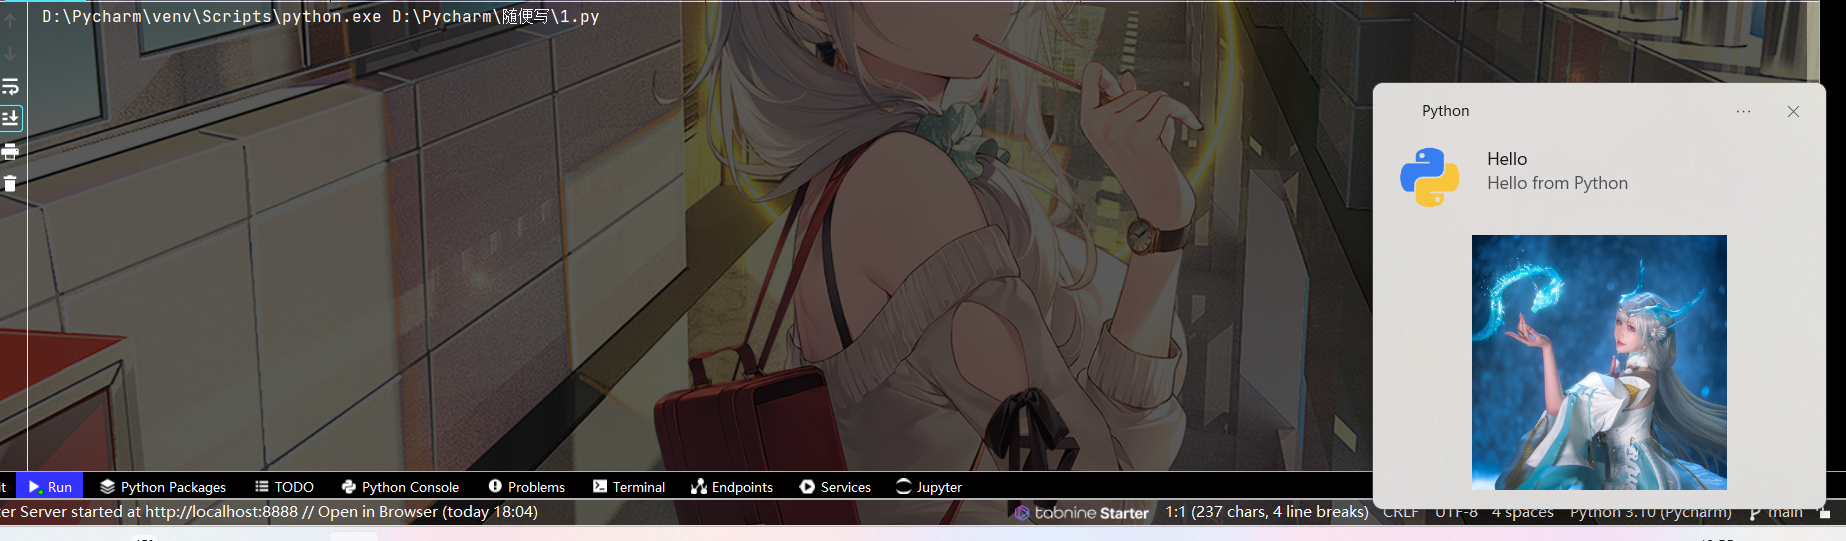 D:\Pycharm\venv\Scripts\python.exe D:\Pycharm\随便写\1.py
Python
Hello
Hello from Python
Run
Python Packages
TODO
Python Console
Problems
Terminal
Endpoints
Services
Jupyter
er Server started at http://localhost:8888 // Open in Browser (today 18:04)
tabnine Starter
1:1 (237 chars, 4 line breaks)
CRLF
UTF-8
4 spaces
Python 3.10 (Pycharm)
main